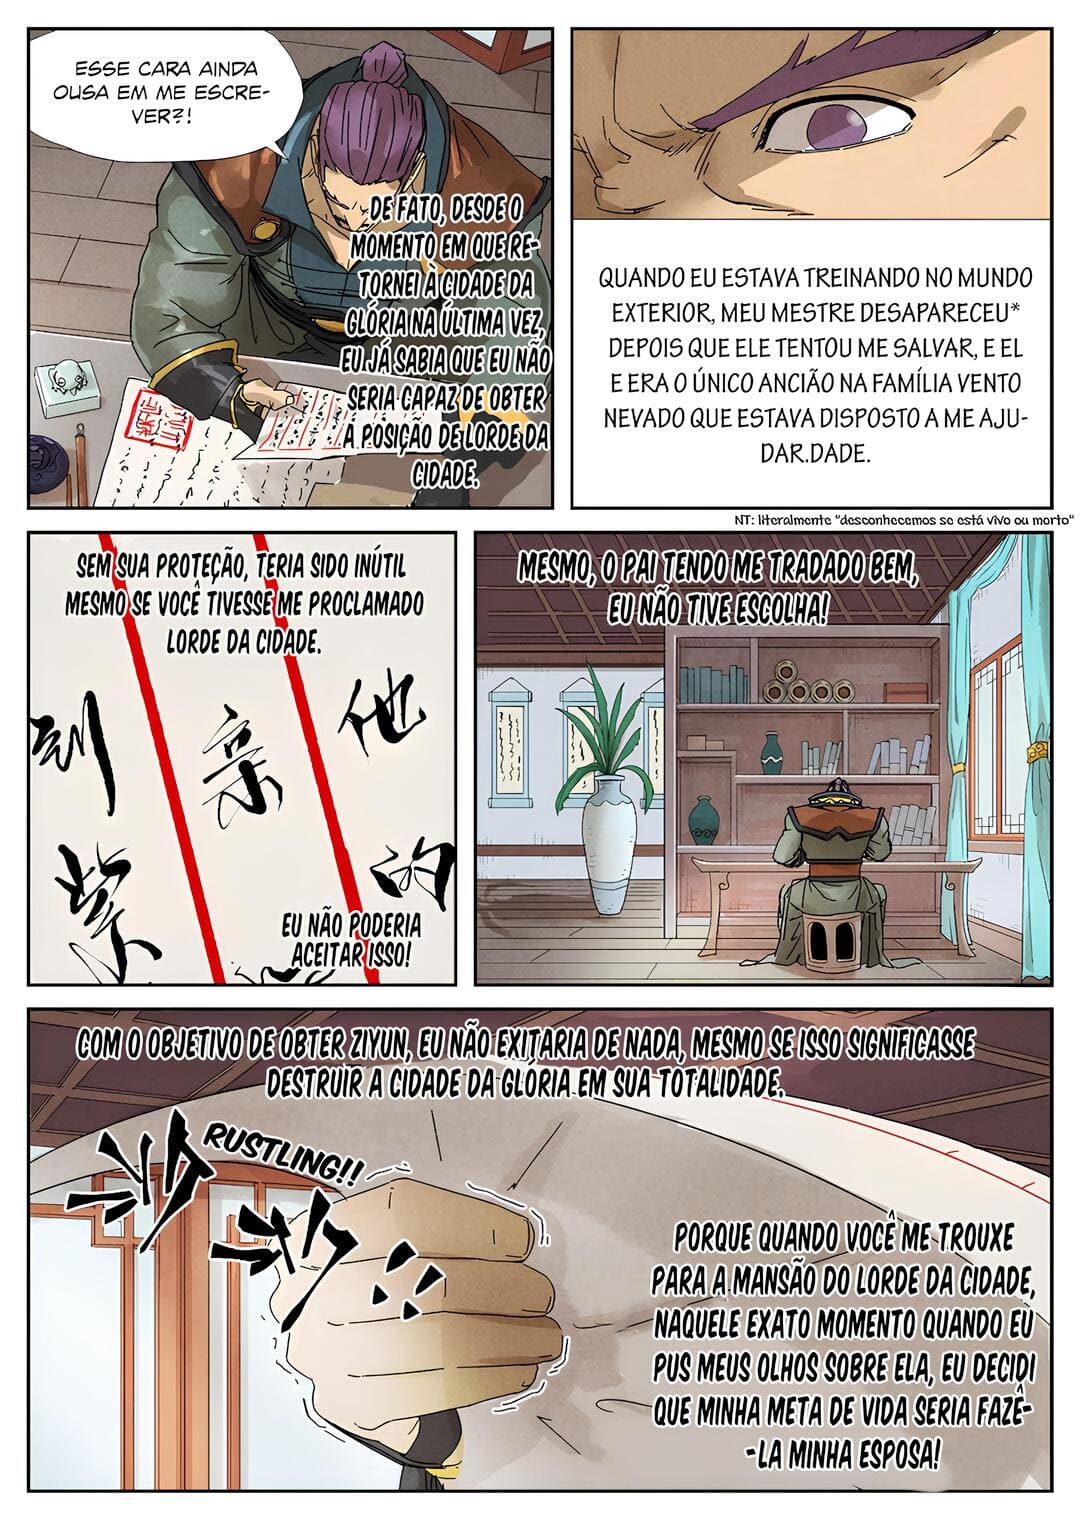 ESSE CARA AINDA
OUSA EM ME ESCRE-
VER?!
DE FATO, DESDE O
MOMENTO EM QUE RE-
TORNEI À CIDADE DA
GLÓRIA NA ÚLTIMA VEZ,
EU JÁ SABIA QUE EU NÃO
SERIA CAPAZ DE OBTER
A POSIÇÃO DE LORDE DA
CIDADE.
QUANDO EU ESTAVA TREINANDO NO MUNDO
EXTERIOR, MEU MESTRE DESAPARECEU*
DEPOIS QUE ELE TENTOU ME SALVAR, E EL
E ERA O ÚNICO ANCIÃO NA FAMÍLIA VENTO
NEVADO QUE ESTAVA DISPOSTO A ME AJU-
DAR.DADE.
NT: literalmente "desconhecemos se está vivo ou morto"
SEM SUA PROTEÇÃO, TERIA SIDO INÚTIL
MESMO SE VOCÊ TIVESSE ME PROCLAMADO
LORDE DA CIDADE.
他
的
亲
到
紫
EU NÃO PODERIA
ACEITAR ISSO!
MESMO, O PAI TENDO ME TRADADO BEM,
EU NÃO TIVE ESCOLHA!
COM O OBJETIVO DE OBTER ZIYUN, EU NÃO EXITARIA DE NADA, MESMO SE ISSO SIGNIFICASSE
DESTRUIR A CIDADE DA GLÓRIA EM SUA TOTALIDADE.
RUSTLING!!
沙
沙
PORQUE QUANDO VOCÊ ME TROUXE
PARA A MANSÃO DO LORDE DA CIDADE,
NAQUELE EXATO MOMENTO QUANDO EU
PUS MEUS OLHOS SOBRE ELA, EU DECIDI
QUE MINHA META DE VIDA SERIA FAZÊ-
-LA MINHA ESPOSA!